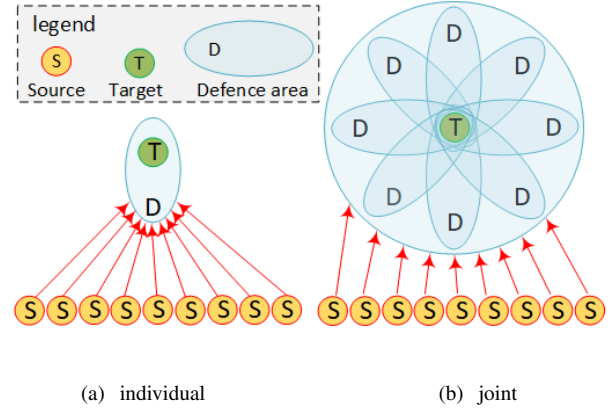 legend
S T D
Source Target Defence area
T
D
S S S S S S S S S
(a) individual
D
D D
D T D
D D
D
S S S S S S S S S
(b) joint